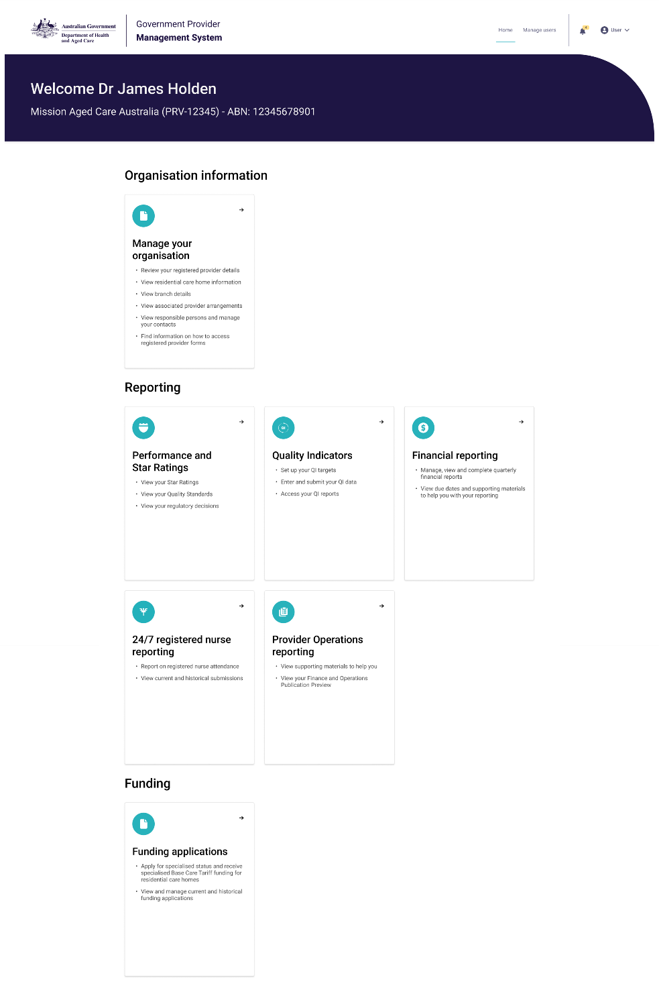 Australian Government
Department of Health
and Aged Care
Government Provider
Management System
Home
Manage users
4
User
Welcome Dr James Holden
Mission Aged Care Australia (PRV-12345) - ABN: 12345678901
Organisation information
Manage your
organisation
• Review your registered provider details
• View residential care home information
• View branch details
• View associated provider arrangements
• View responsible persons and manage
your contacts
• Find information on how to access
registered provider forms
Reporting
Performance and
Star Ratings
• View your Star Ratings
• View your Quality Standards
• View your regulatory decisions
QI
Quality Indicators
• Set up your QI targets
• Enter and submit your QI data
• Access your QI reports
$
Financial reporting
• Manage, view and complete quarterly
financial reports
• View due dates and supporting materials
to help you with your reporting
24/7 registered nurse
reporting
• Report on registered nurse attendance
• View current and historical submissions
Provider Operations
reporting
• View supporting materials to help you
• View your Finance and Operations
Publication Preview
Funding
Funding applications
• Apply for specialised status and receive
specialised Base Care Tariff funding for
residential care homes
• View and manage current and historical
funding applications